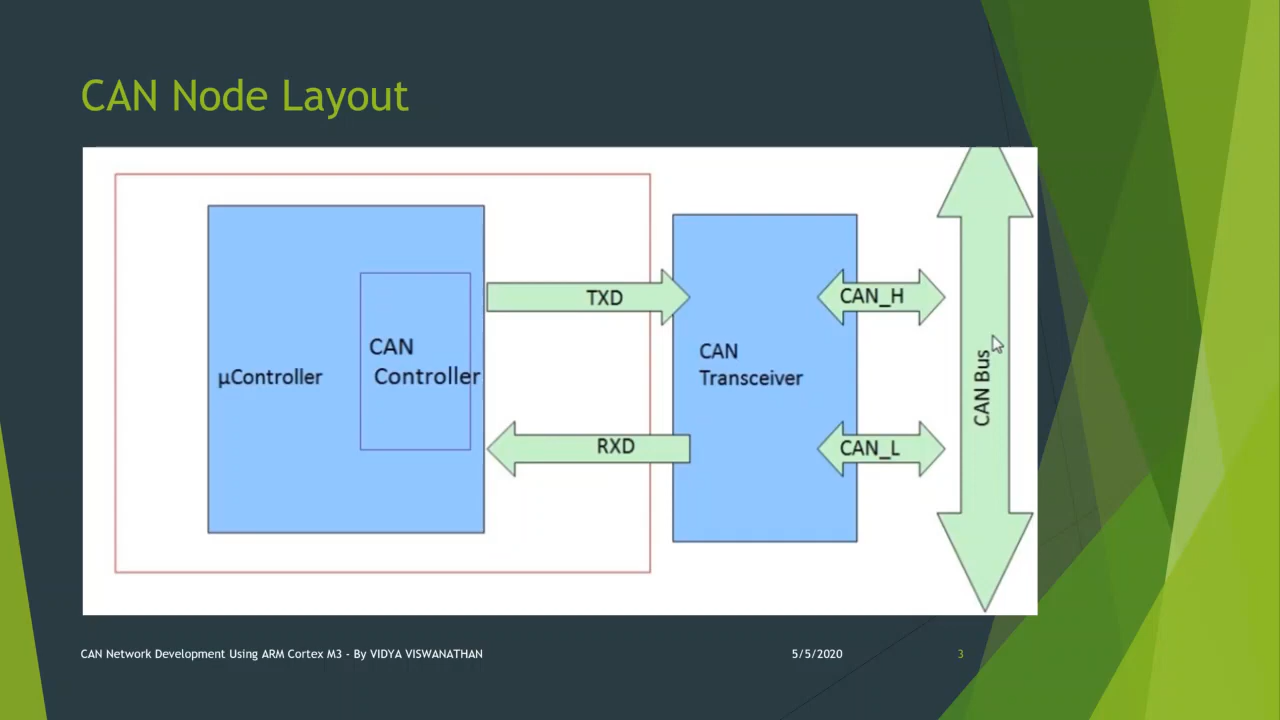 CAN Node Layout
TXD
CAN_H
CAN
Controller
µController
CAN
Transceiver
CAN Bus
RXD
CAN_L
CAN Network Development Using ARM Cortex M3 - By VIDYA VISWANATHAN
5/5/2020
3